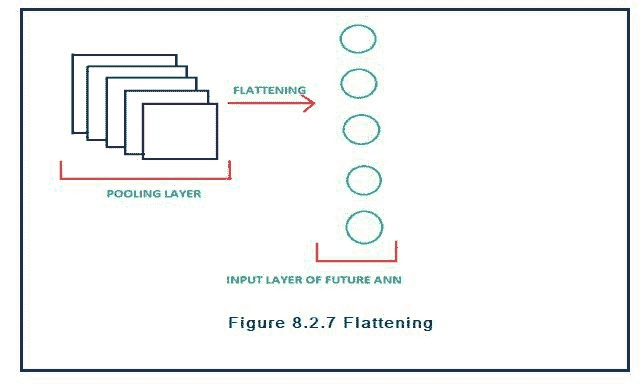 FLATTENING
POOLING LAYER
INPUT LAYER OF FUTURE ANN
Figure 8.2.7 Flattening